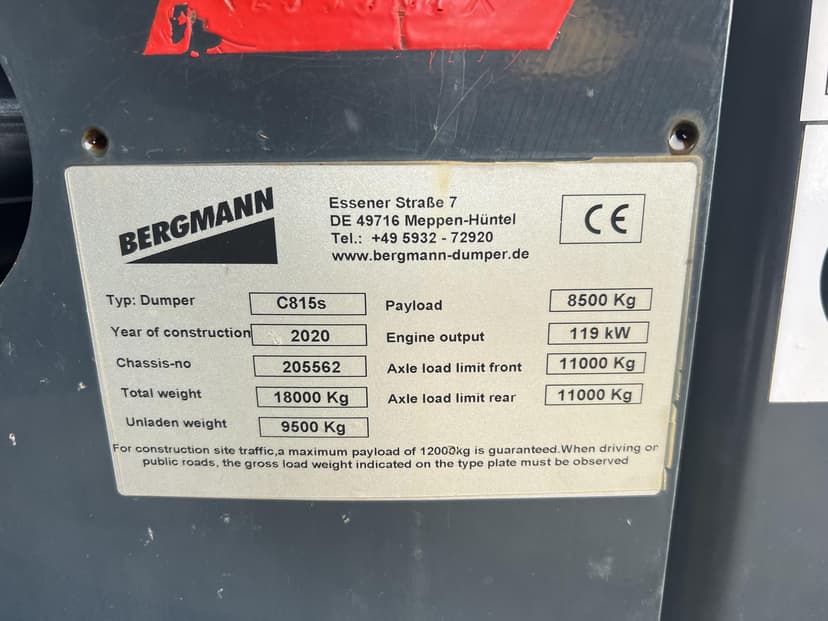 BERGMANN
Essener Straße 7
DE 49716 Meppen-Hüntel
Tel.: +49 5932 - 72920
www.bergmann-dumper.de
CE
Typ: Dumper C815s
Year of construction 2020
Chassis-no 205562
Total weight 18000 Kg
Unladen weight 9500 Kg
Payload 8500 Kg
Engine output 119 kW
Axle load limit front 11000 Kg
Axle load limit rear 11000 Kg
For construction site traffic,a maximum payload of 12000kg is guaranteed.When driving or
public roads, the gross load weight indicated on the type plate must be observed